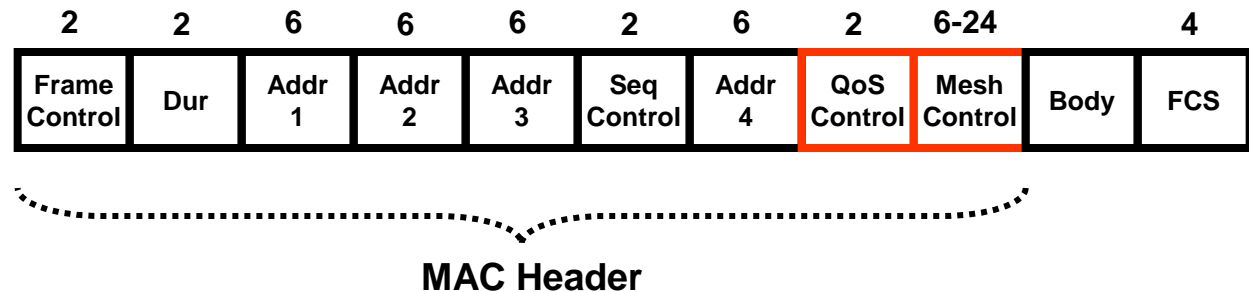 2 2 6 6 6 2 6 2 6-24 4
Frame Control Dur Addr 1 Addr 2 Addr 3 Seq Control Addr 4 QoS Control Mesh Control Body FCS
MAC Header